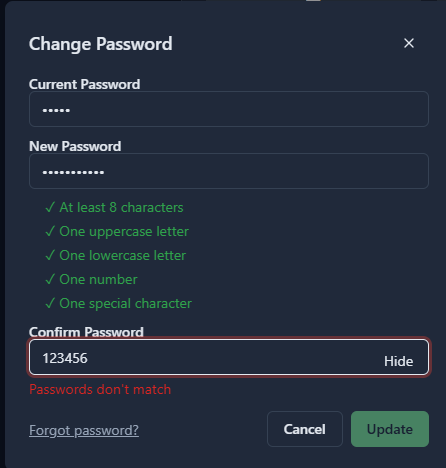 Change Password
×
Current Password
•••••
New Password
•••••••••••
✓ At least 8 characters
✓ One uppercase letter
✓ One lowercase letter
✓ One number
✓ One special character
Confirm Password
123456 Hide
Passwords don't match
Forgot password? Cancel Update